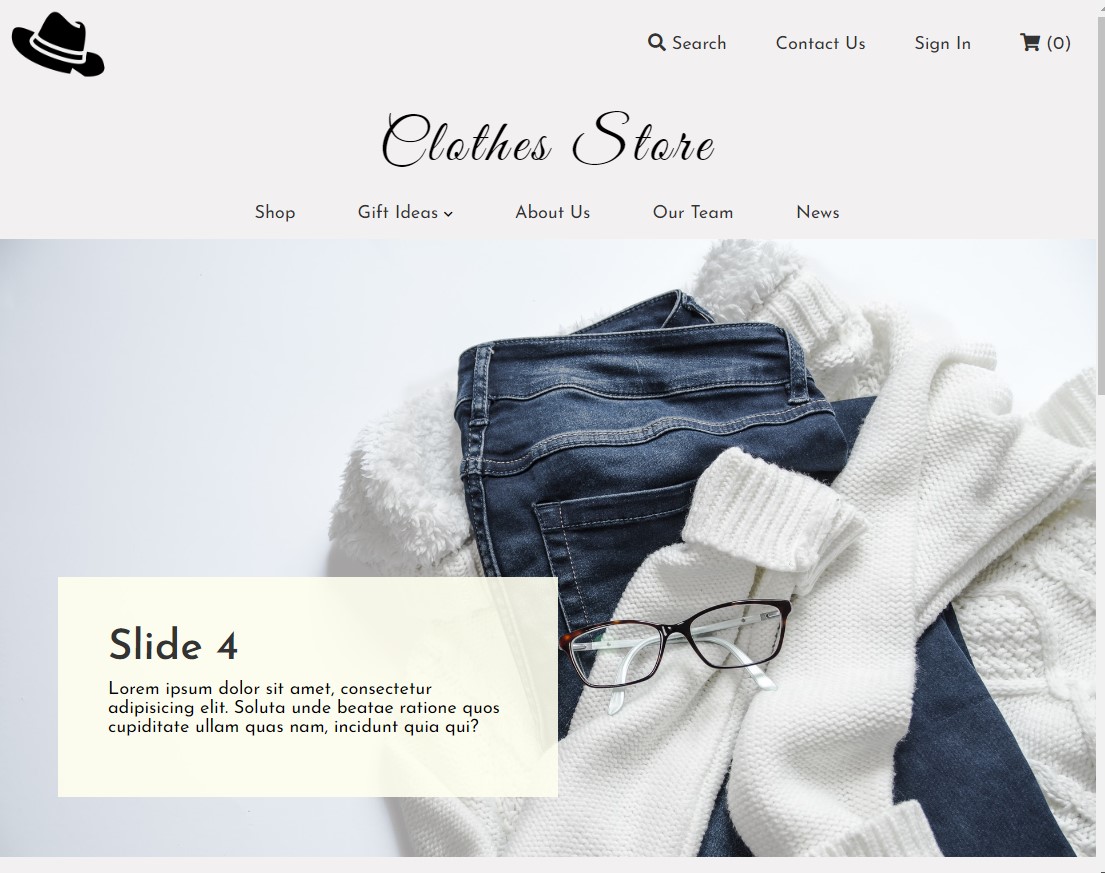 Search Contact Us Sign In (0)
Clothes Store
Shop Gift Ideas About Us Our Team News
Slide 4
Lorem ipsum dolor sit amet, consectetur
adipisicing elit. Soluta unde beatae ratione quos
cupiditate ullam quas nam, incidunt quia qui?